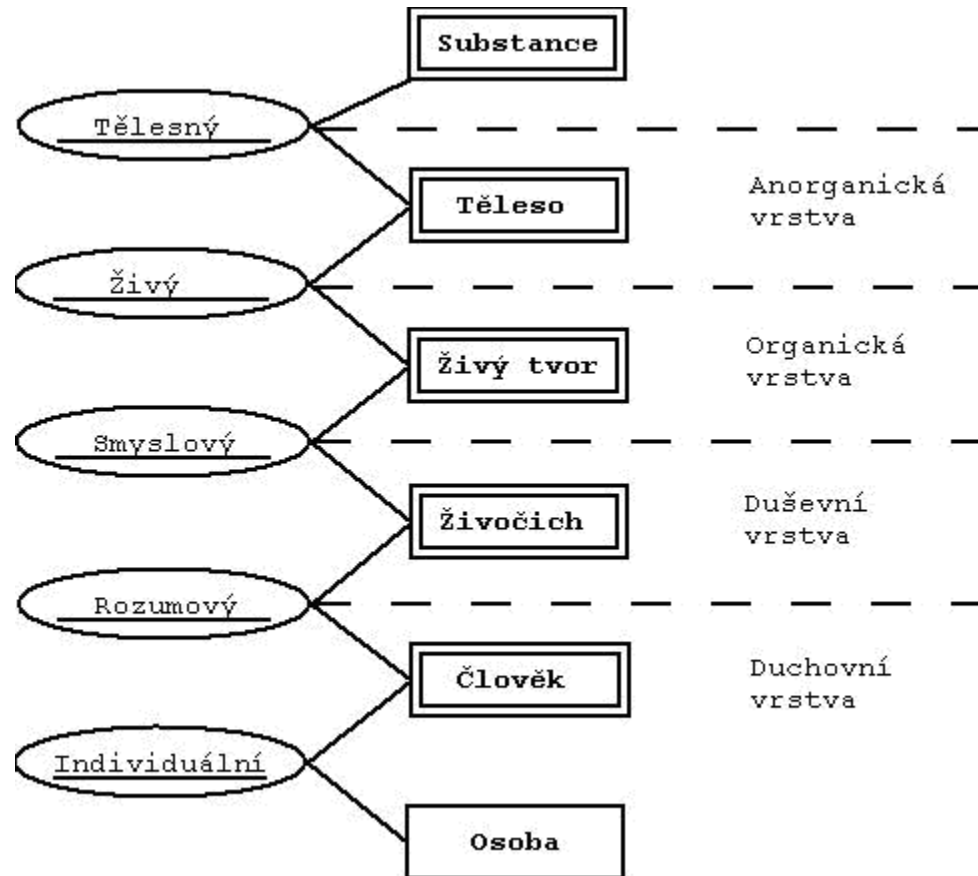 Substance
Tělesný
Anorganická
vrstva
Těleso
Živý
Organická
vrstva
Živý tvor
Smyslový
Duševní
vrstva
Živočich
Rozumový
Duchovní
vrstva
Člověk
Individuální
Osoba